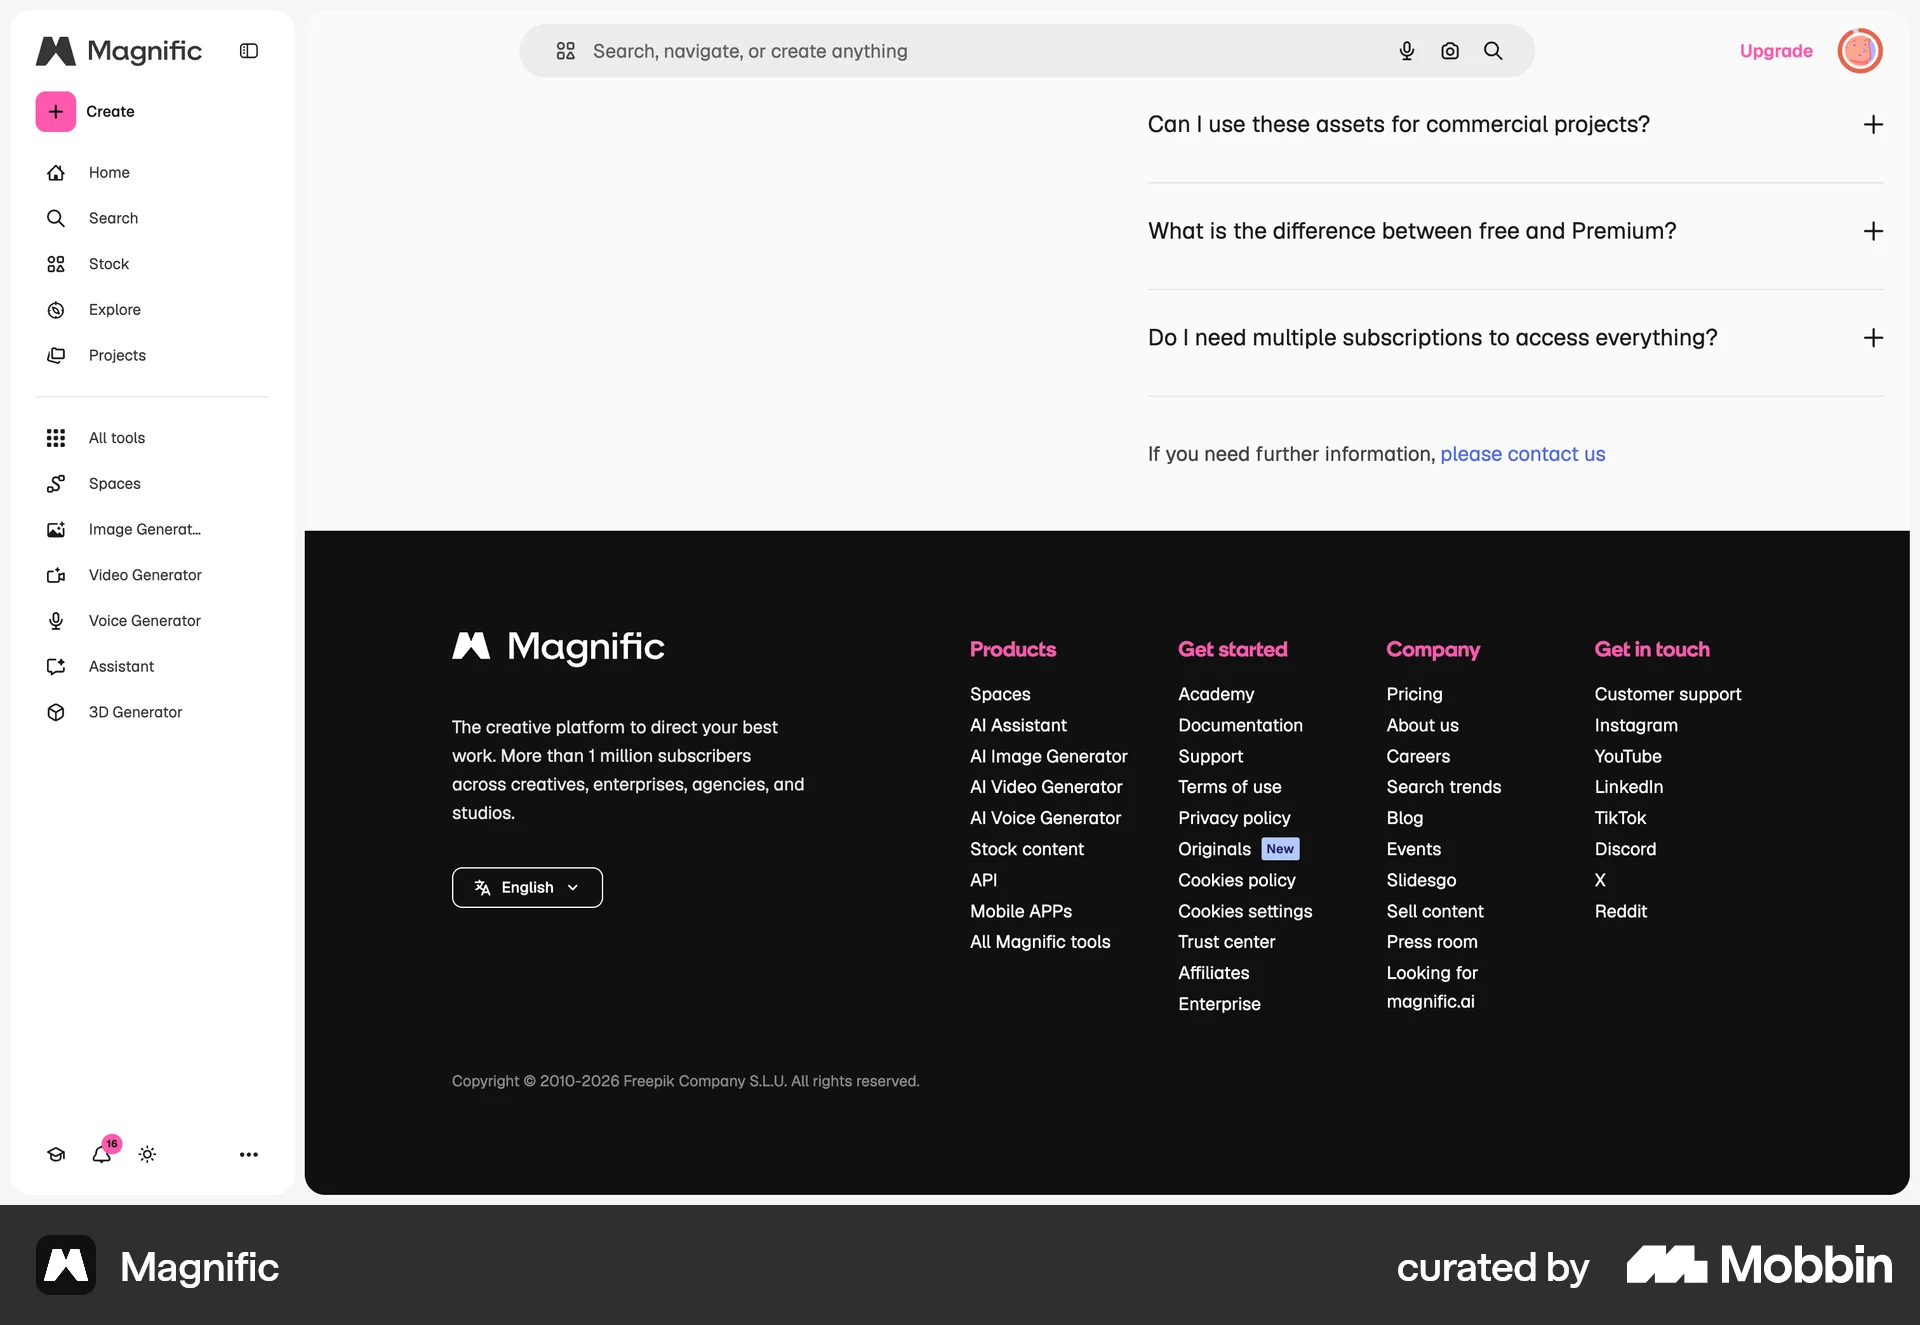 Magnific
Create
Home
Search
Stock
Explore
Projects
All tools
Spaces
Image Generat...
Video Generator
Voice Generator
Assistant
3D Generator
16
Search, navigate, or create anything
Upgrade
Can I use these assets for commercial projects?
What is the difference between free and Premium?
Do I need multiple subscriptions to access everything?
If you need further information, please contact us
Magnific
The creative platform to direct your best
work. More than 1 million subscribers
across creatives, enterprises, agencies, and
studios.
English
Products
Spaces
AI Assistant
AI Image Generator
AI Video Generator
AI Voice Generator
Stock content
API
Mobile APPs
All Magnific tools
Get started
Academy
Documentation
Support
Terms of use
Privacy policy
Originals New
Cookies policy
Cookies settings
Trust center
Affiliates
Enterprise
Company
Pricing
About us
Careers
Search trends
Blog
Events
Slidesgo
Sell content
Press room
Looking for
magnific.ai
Get in touch
Customer support
Instagram
YouTube
LinkedIn
TikTok
Discord
X
Reddit
Copyright © 2010-2026 Freepik Company S.L.U. All rights reserved.
Magnific
curated by Mobbin